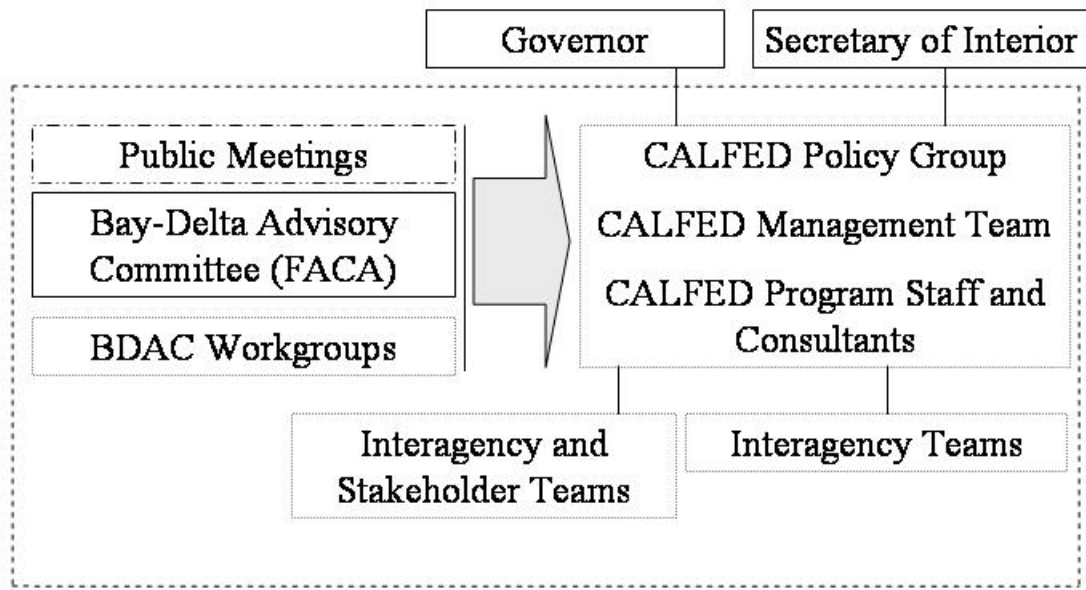 Governor
Secretary of Interior
Public Meetings
Bay-Delta Advisory
Committee (FACA)
BDAC Workgroups
CALFED Policy Group
CALFED Management Team
CALFED Program Staff and
Consultants
Interagency and
Stakeholder Teams
Interagency Teams